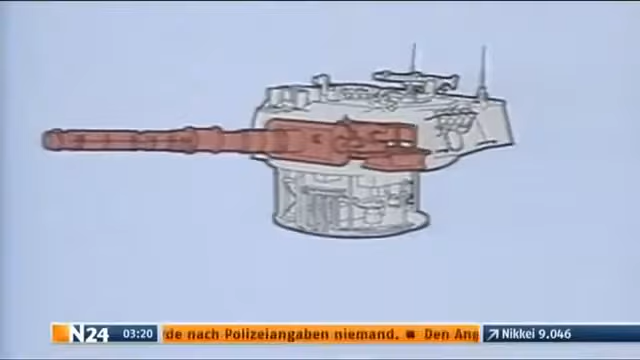 N24 03:20 de nach Polizeiangaben niemand. ■ Den Ang Nikkei 9.046